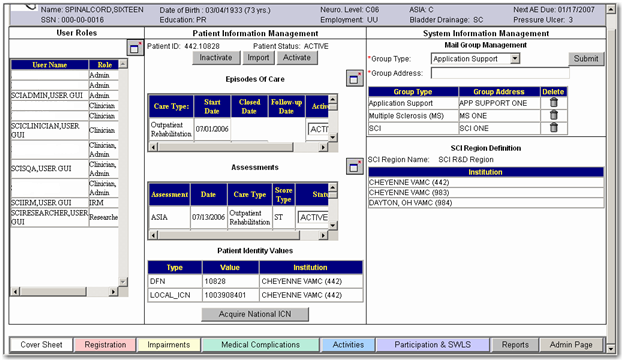 Name: SPINALCORD,SIXTEEN Date of Birth : 03/04/1933 (73 yrs.) Neuro. Level: C06 ASIA: C Next AE Due: 01/17/2007
SSN : 000-00-0016 Education: PR Employment: UU Bladder Drainage: SC Pressure Ulcer: 3
User Roles
User Name Role
Admin
SCIADMIN,USER GUI Admin
Clinician
Clinician
SCICLINICIAN,USER GUI Clinician
Clinician, Admin
SCISQA,USER GUI Clinician, Admin
Clinician, Admin
SCIIRM,USER GUI IRM
SCIRESEARCHER,USER GUI Researche
Patient Information Management
Patient ID: 442.10828 Patient Status: ACTIVE
Inactivate Import Activate
Episodes Of Care
Care Type: Start Date Closed Date Follow-up Date Activ
Outpatient Rehabilitation 07/01/2006 ACTI
Assessments
Assessment Date Care Type Score Type Statu
ASIA 07/13/2006 Outpatient Rehabilitation ST ACTIVE
Patient Identity Values
Type Value Institution
DFN 10828 CHEYENNE VAMC (442)
LOCAL_ICN 1003908401 CHEYENNE VAMC (442)
Acquire National ICN
System Information Management
Mail Group Management
*Group Type: Application Support Submit
*Group Address:
Group Type Group Address Delete
Application Support APP SUPPORT ONE
Multiple Sclerosis (MS) MS ONE
SCI SCI ONE
SCI Region Definition
SCI Region Name: SCI R&D Region
Institution
CHEYENNE VAMC (442)
CHEYENNE VAMC (983)
DAYTON, OH VAMC (984)
Cover Sheet Registration Impairments Medical Complications Activities Participation & SWLS Reports Admin Page